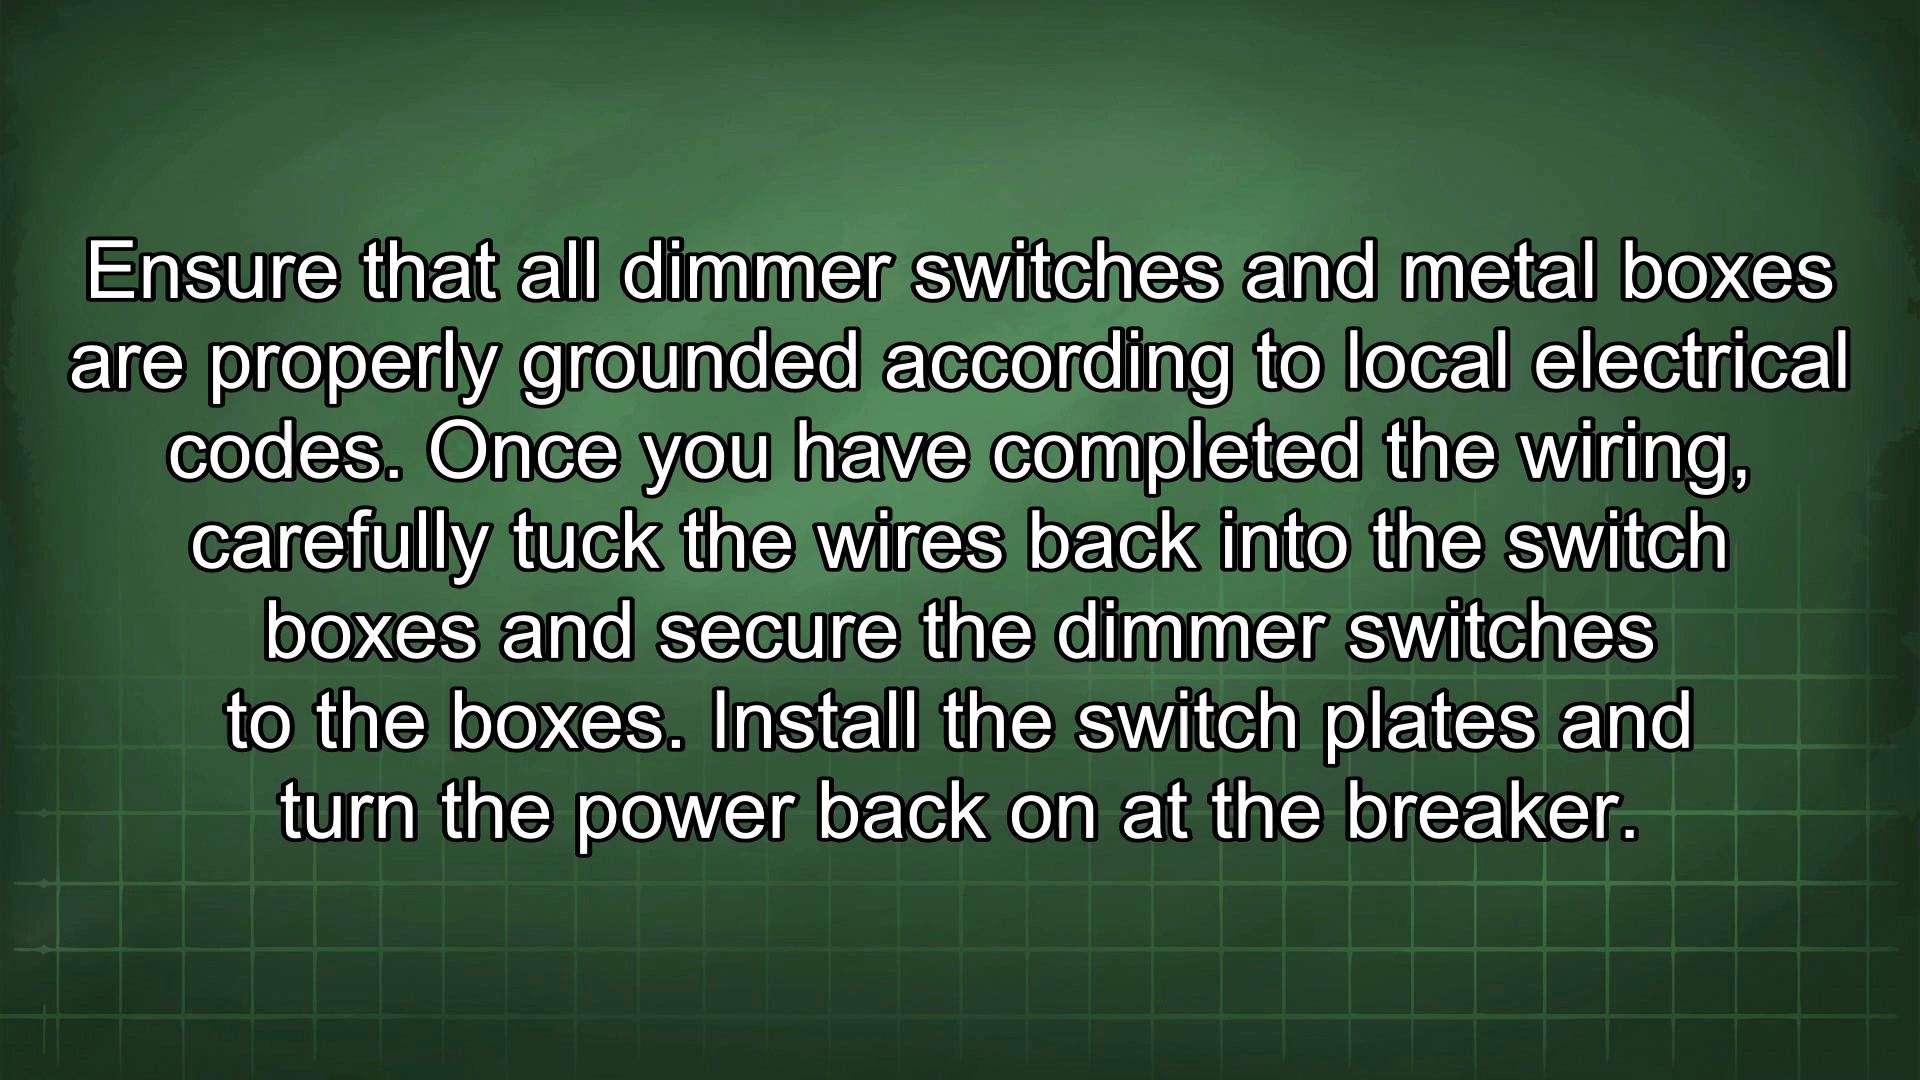 Ensure that all dimmer switches and metal boxes
are properly grounded according to local electrical
codes. Once you have completed the wiring,
carefully tuck the wires back into the switch
boxes and secure the dimmer switches
to the boxes. Install the switch plates and
turn the power back on at the breaker.